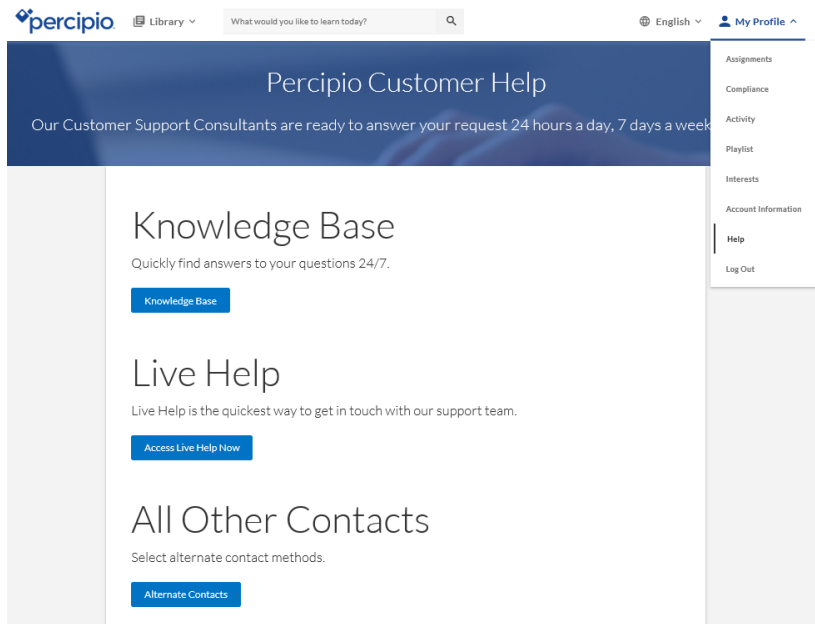 percipio.
Library
What would you like to learn today?
English
My Profile
Assignments
Compliance
Activity
Playlist
Interests
Account Information
Help
Log Out
Percipio Customer Help
Our Customer Support Consultants are ready to answer your request 24 hours a day, 7 days a week
Knowledge Base
Quickly find answers to your questions 24/7.
Knowledge Base
Live Help
Live Help is the quickest way to get in touch with our support team.
Access Live Help Now
All Other Contacts
Select alternate contact methods.
Alternate Contacts